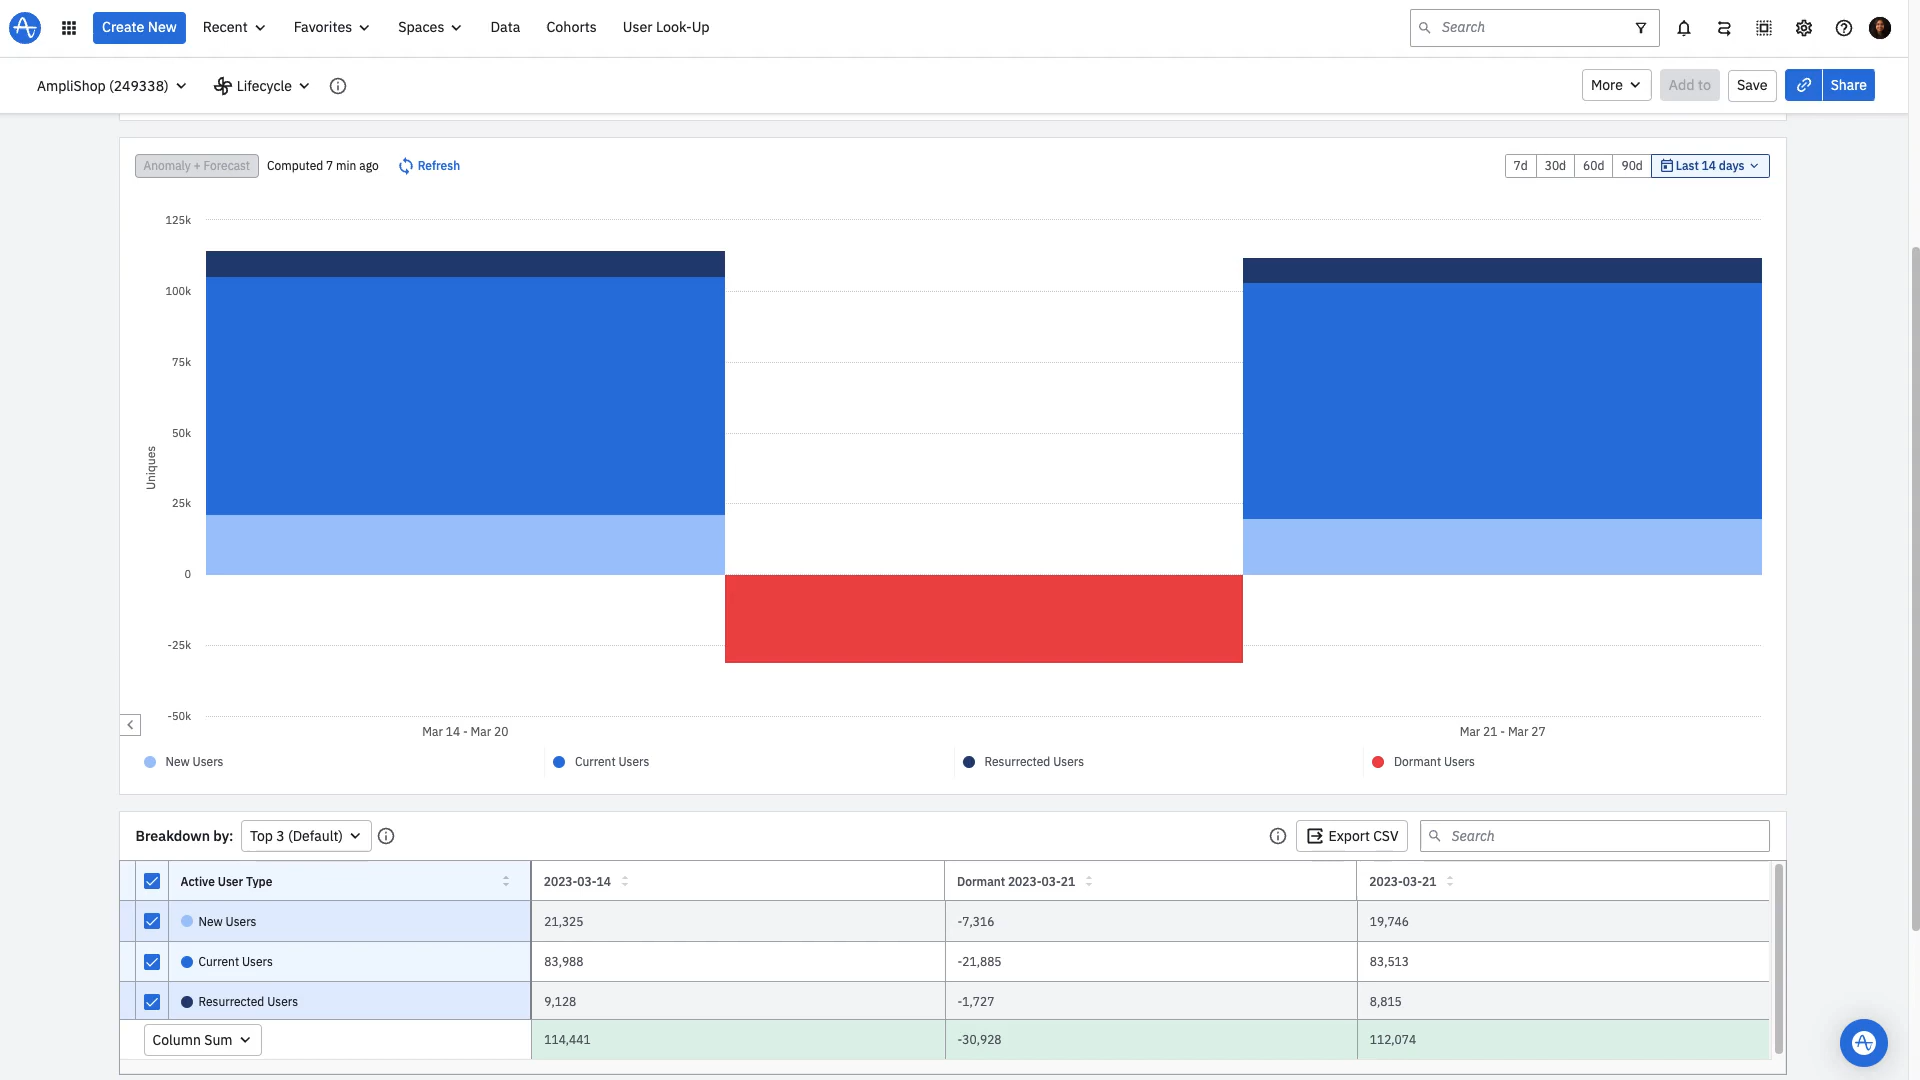 Create New Recent Favorites Spaces Data Cohorts User Look-Up Search
AmpliShop (249338) Lifecycle More Add to Save Share
Anomaly + Forecast Computed 7 min ago Refresh 7d 30d 60d 90d Last 14 days
125k
100k
75k
50k
Uniques
25k
0
-25k
-50k
Mar 14 - Mar 20 Mar 21 - Mar 27
New Users Current Users Resurrected Users Dormant Users
Breakdown by: Top 3 (Default) Export CSV Search
Active User Type 2023-03-14 Dormant 2023-03-21 2023-03-21
New Users 21,325 -7,316 19,746
Current Users 83,988 -21,885 83,513
Resurrected Users 9,128 -1,727 8,815
Column Sum 114,441 -30,928 112,074